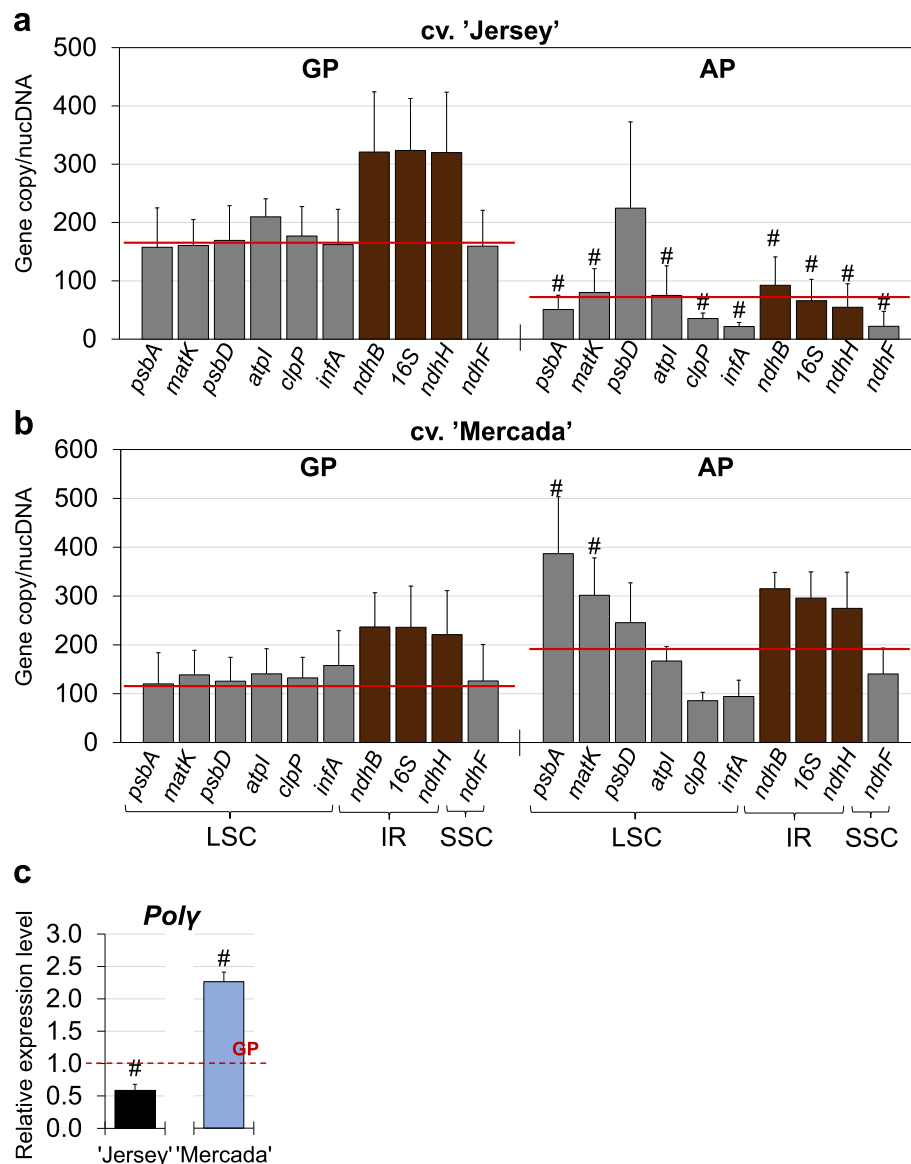 a
cv. ’Jersey’
GP AP
Gene copy/nucDNA
500
400
300
200
100
0
# # # # # # # # #
psbA matK psbD atpI clpP infA ndhB 16S ndhH ndhF psbA matK psbD atpI clpP infA ndhB 16S ndhH ndhF
b
cv. ’Mercada’
GP AP
Gene copy/nucDNA
600
500
400
300
200
100
0
# #
psbA matK psbD atpI clpP infA ndhB 16S ndhH ndhF psbA matK psbD atpI clpP infA ndhB 16S ndhH ndhF
LSC IR SSC LSC IR SSC
c
Polγ
Relative expression level
3.0
2.5
2.0
1.5
1.0
0.5
0.0
# #
GP
'Jersey' 'Mercada'